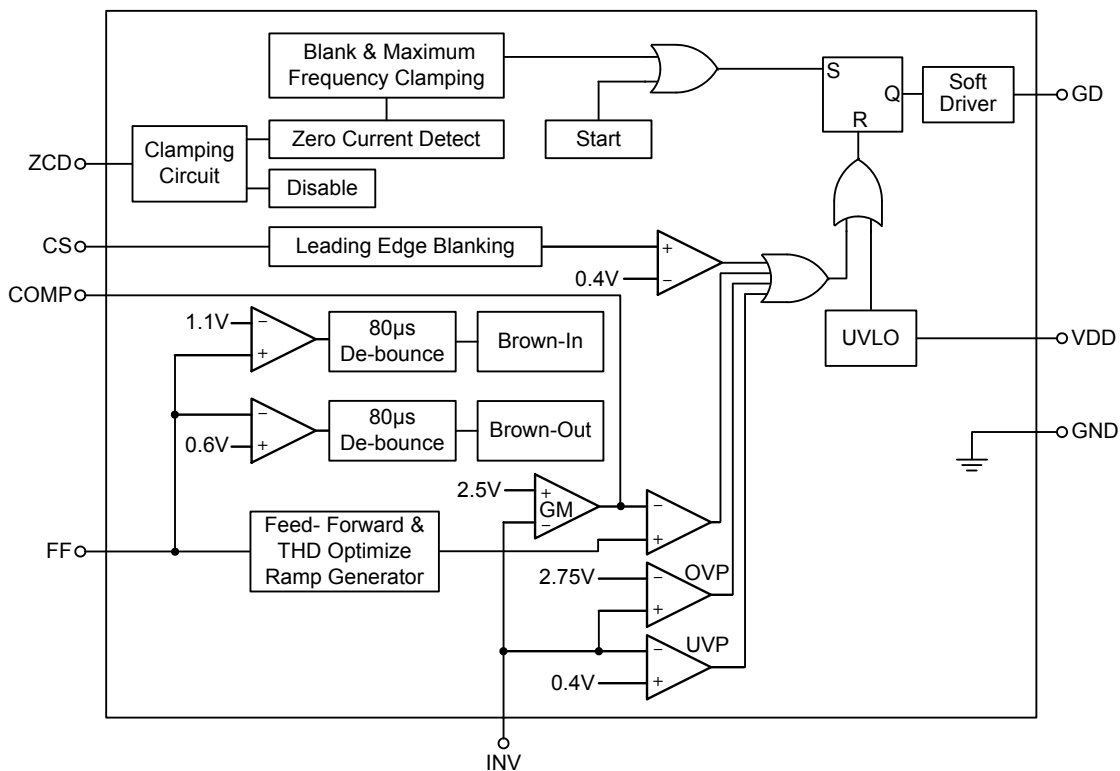 Blank & Maximum
Frequency Clamping
S
Q
R
Soft
Driver
GD
Zero Current Detect
Start
ZCD
Clamping
Circuit
Disable
CS
Leading Edge Blanking
+
0.4V
−
COMP
1.1V
−
+
80µs
De-bounce
Brown-In
UVLO
VDD
−
0.6V
+
80µs
De-bounce
Brown-Out
GND
2.5V
+
GM
−
−
+
FF
Feed- Forward &
THD Optimize
Ramp Generator
2.75V
−
OVP
+
−
UVP
0.4V
+
INV